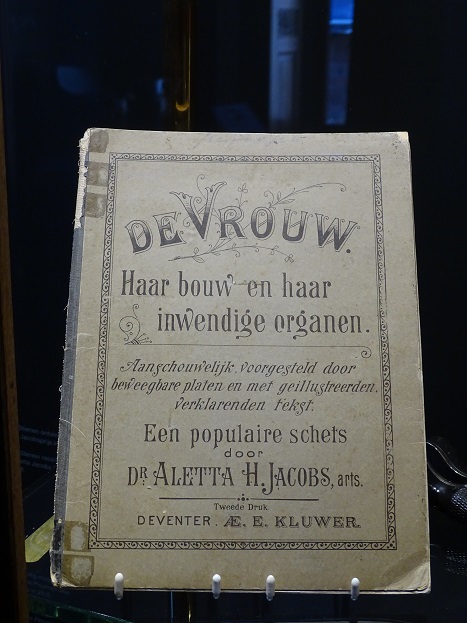 DE VROUW.
Haar bouw en haar
inwendige organen.
Aanschouwelijk voorgesteld door
beweegbare platen en met geillustreerden,
verklarenden tekst.
Een populaire schets
door
DR ALETTA H. JACOBS, arts.
Tweede Druk.
DEVENTER. Æ. E. KLUWER.